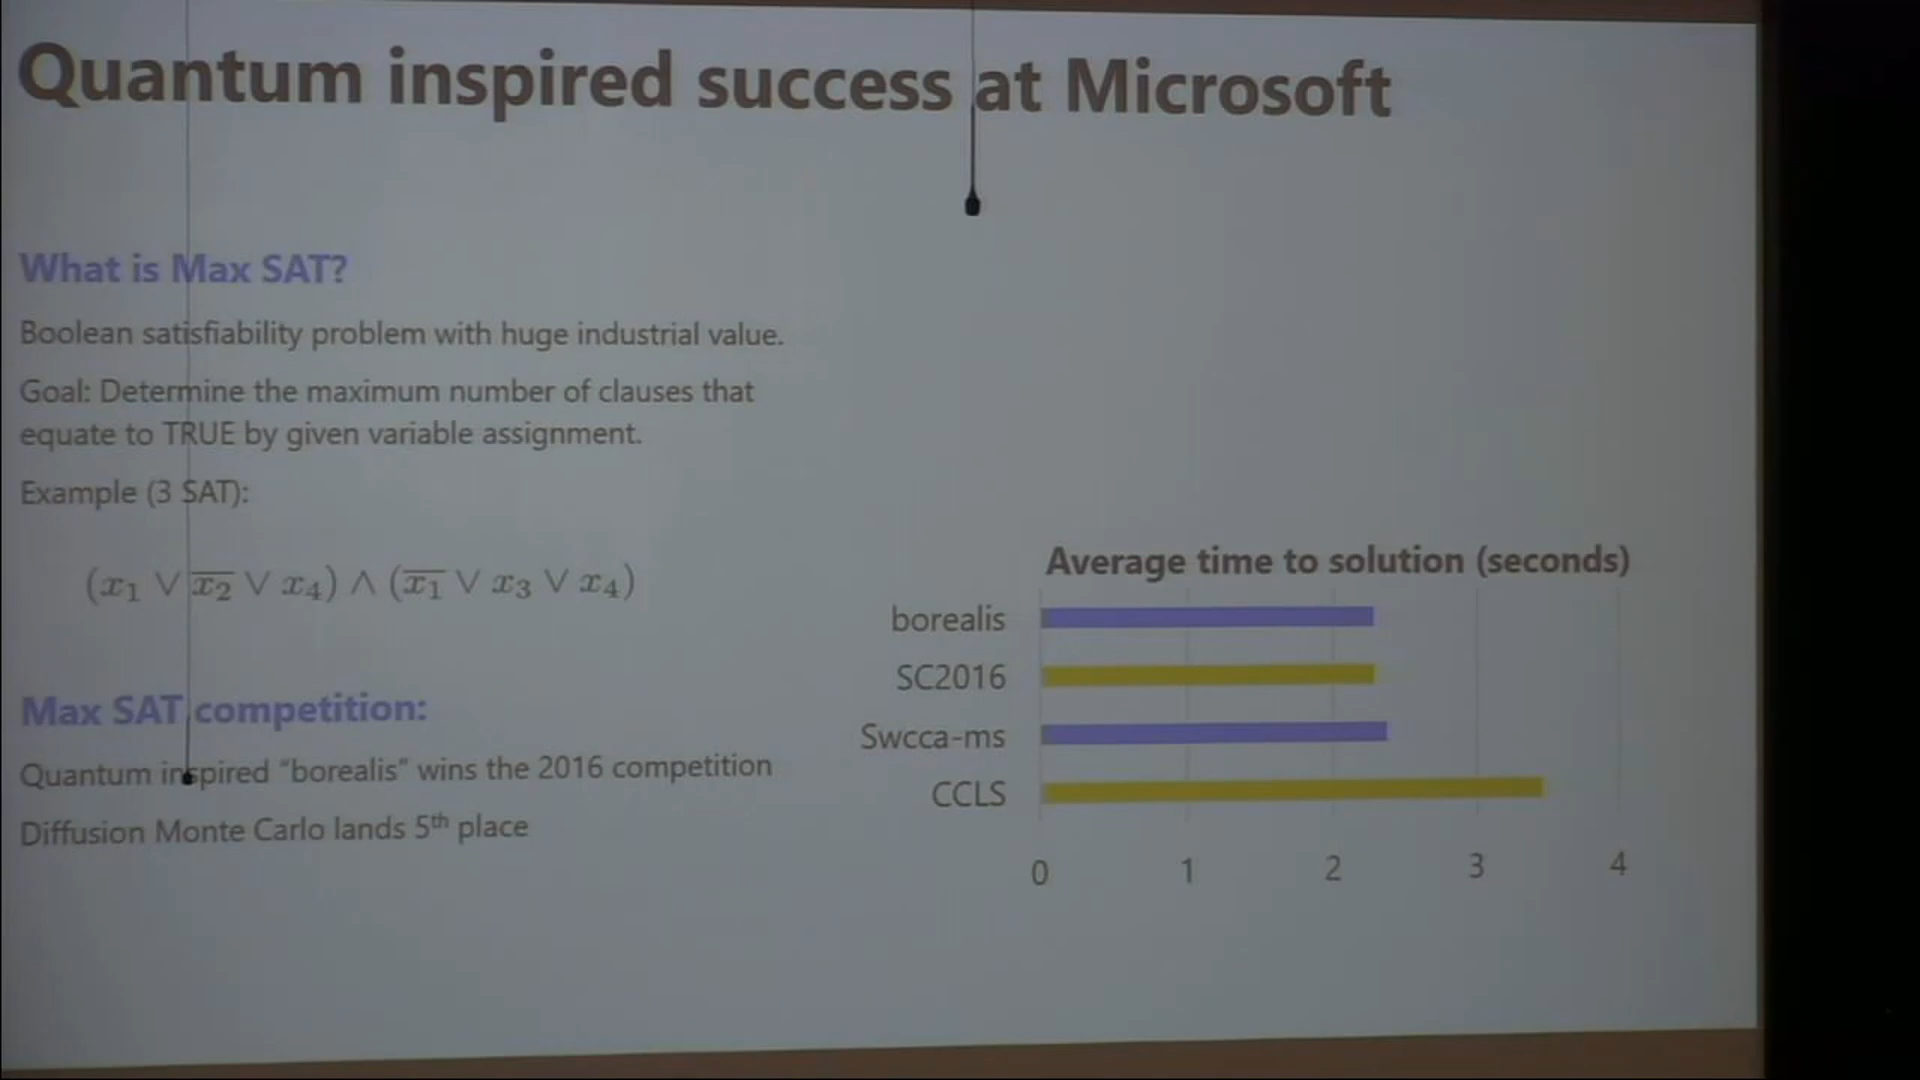 Quantum inspired success at Microsoft
What is Max SAT?
Boolean satisfiability problem with huge industrial value.
Goal: Determine the maximum number of clauses that
equate to TRUE by given variable assignment.
Example (3 SAT):
(x₁ ∨ x̅₂ ∨ x₄) ∧ (x̅₁ ∨ x₃ ∨ x₄)
Max SAT competition:
Quantum inspired “borealis” wins the 2016 competition
Diffusion Monte Carlo lands 5th place
Average time to solution (seconds)
borealis
SC2016
Swcca-ms
CCLS
0 1 2 3 4